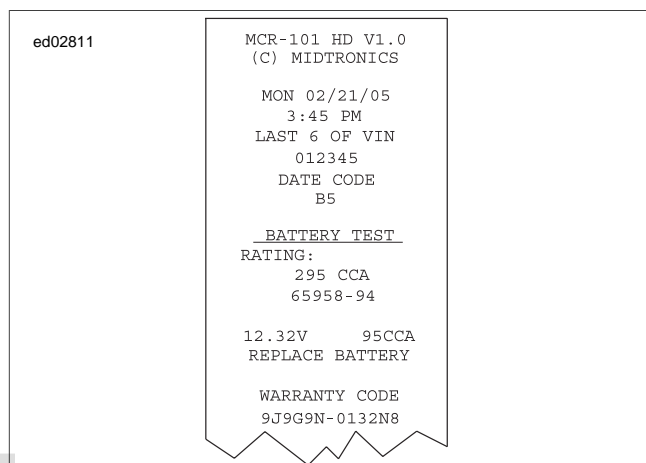 ed02811
MCR-101 HD V1.0
(C) MIDTRONICS
MON 02/21/05
3:45 PM
LAST 6 OF VIN
012345
DATE CODE
B5
BATTERY TEST
RATING:
295 CCA
65958-94
12.32V 95CCA
REPLACE BATTERY
WARRANTY CODE
9J9G9N-0132N8